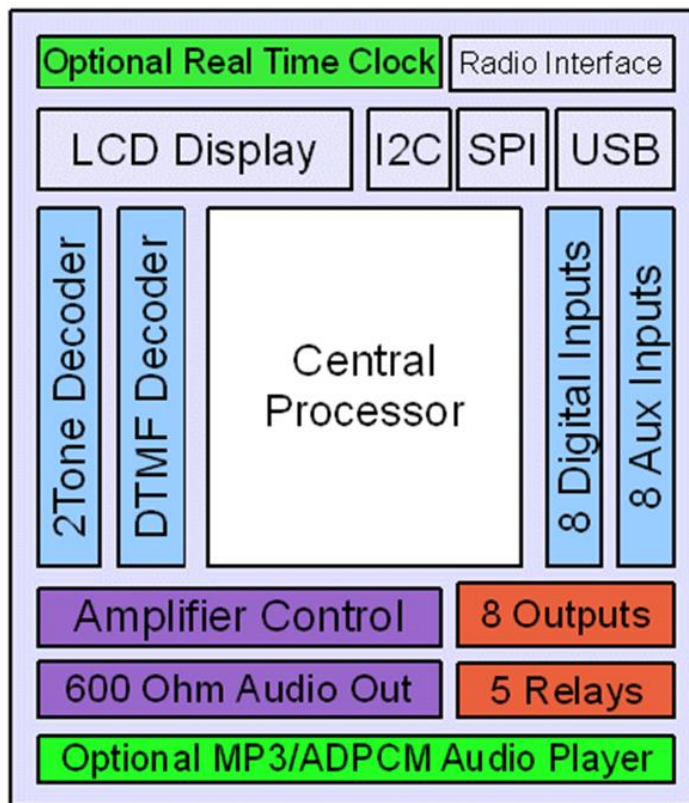 Optional Real Time Clock
Radio Interface
LCD Display
I2C
SPI
USB
2Tone Decoder
DTMF Decoder
Central
Processor
8 Digital Inputs
8 Aux Inputs
Amplifier Control
8 Outputs
600 Ohm Audio Out
5 Relays
Optional MP3/ADPCM Audio Player